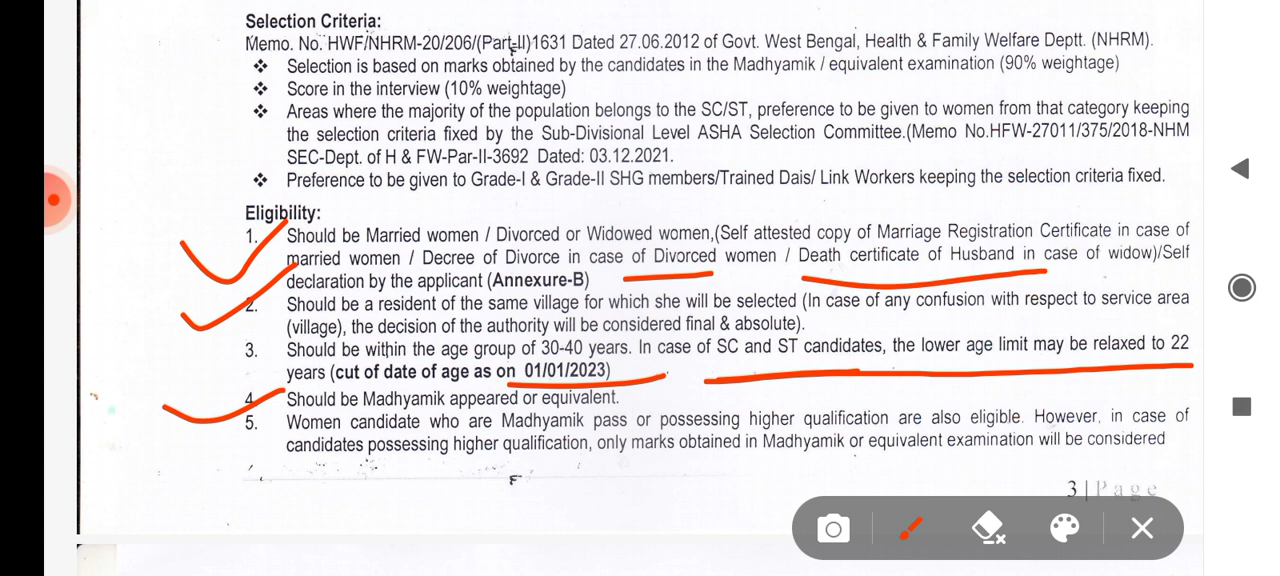 Selection Criteria:
Memo. No. HWF/NHRM-20/206/(Part-II)1631 Dated 27.06.2012 of Govt. West Bengal, Health & Family Welfare Deptt. (NHRM).
❖ Selection is based on marks obtained by the candidates in the Madhyamik / equivalent examination (90% weightage)
❖ Score in the interview (10% weightage)
❖ Areas where the majority of the population belongs to the SC/ST, preference to be given to women from that category keeping
the selection criteria fixed by the Sub-Divisional Level ASHA Selection Committee.(Memo No.HFW-27011/375/2018-NHM
SEC-Dept. of H & FW-Par-II-3692 Dated: 03.12.2021.
❖ Preference to be given to Grade-I & Grade-II SHG members/Trained Dais/ Link Workers keeping the selection criteria fixed.
Eligibility:
1. Should be Married women / Divorced or Widowed women,(Self attested copy of Marriage Registration Certificate in case of
married women / Decree of Divorce in case of Divorced women / Death certificate of Husband in case of widow)/Self
declaration by the applicant (Annexure-B)
2. Should be a resident of the same village for which she will be selected (In case of any confusion with respect to service area
(village), the decision of the authority will be considered final & absolute).
3. Should be within the age group of 30-40 years. In case of SC and ST candidates, the lower age limit may be relaxed to 22
years (cut of date of age as on 01/01/2023)
4. Should be Madhyamik appeared or equivalent.
5. Women candidate who are Madhyamik pass or possessing higher qualification are also eligible. However, in case of
candidates possessing higher qualification, only marks obtained in Madhyamik or equivalent examination will be considered
3 | P a g e